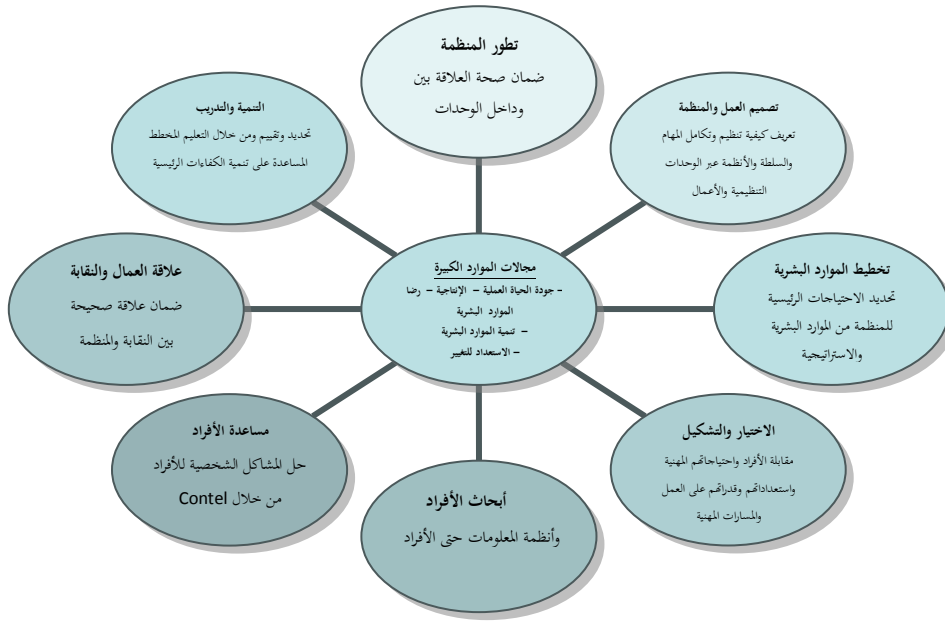 تطور المنظمة
ضمان صحة العلاقة بين
وداخل الوحدات
تصميم العمل والمنظمة
تعريف كيفية تنظيم وتكامل المهام
والسلطة والأنظمة عبر الوحدات
التنظيمية والأعمال
تخطيط الموارد البشرية
تحديد الاحتياجات الرئيسية
للمنظمة من الموارد البشرية
والاستراتيجية
الاختيار والتشكيل
مقابلة الأفراد واحتياجاتهم المهنية
واستعداداتهم وقدراتهم على العمل
والمسارات المهنية
أبحاث الأفراد
وأنظمة المعلومات حتى الأفراد
مساعدة الأفراد
حل المشاكل الشخصية للأفراد
من خلال Contel
علاقة العمال والنقابة
ضمان علاقة صحيحة
بين النقابة والمنظمة
التنمية والتدريب
تحديد وتقييم ومن خلال التعليم المخطط
المساعدة على تنمية الكفاءات الرئيسية
مجالات الموارد الكبيرة
- جودة الحياة العملية – الإنتاجية – رضا
الموارد البشرية
– تنمية الموارد البشرية
– الاستعداد للتغيير